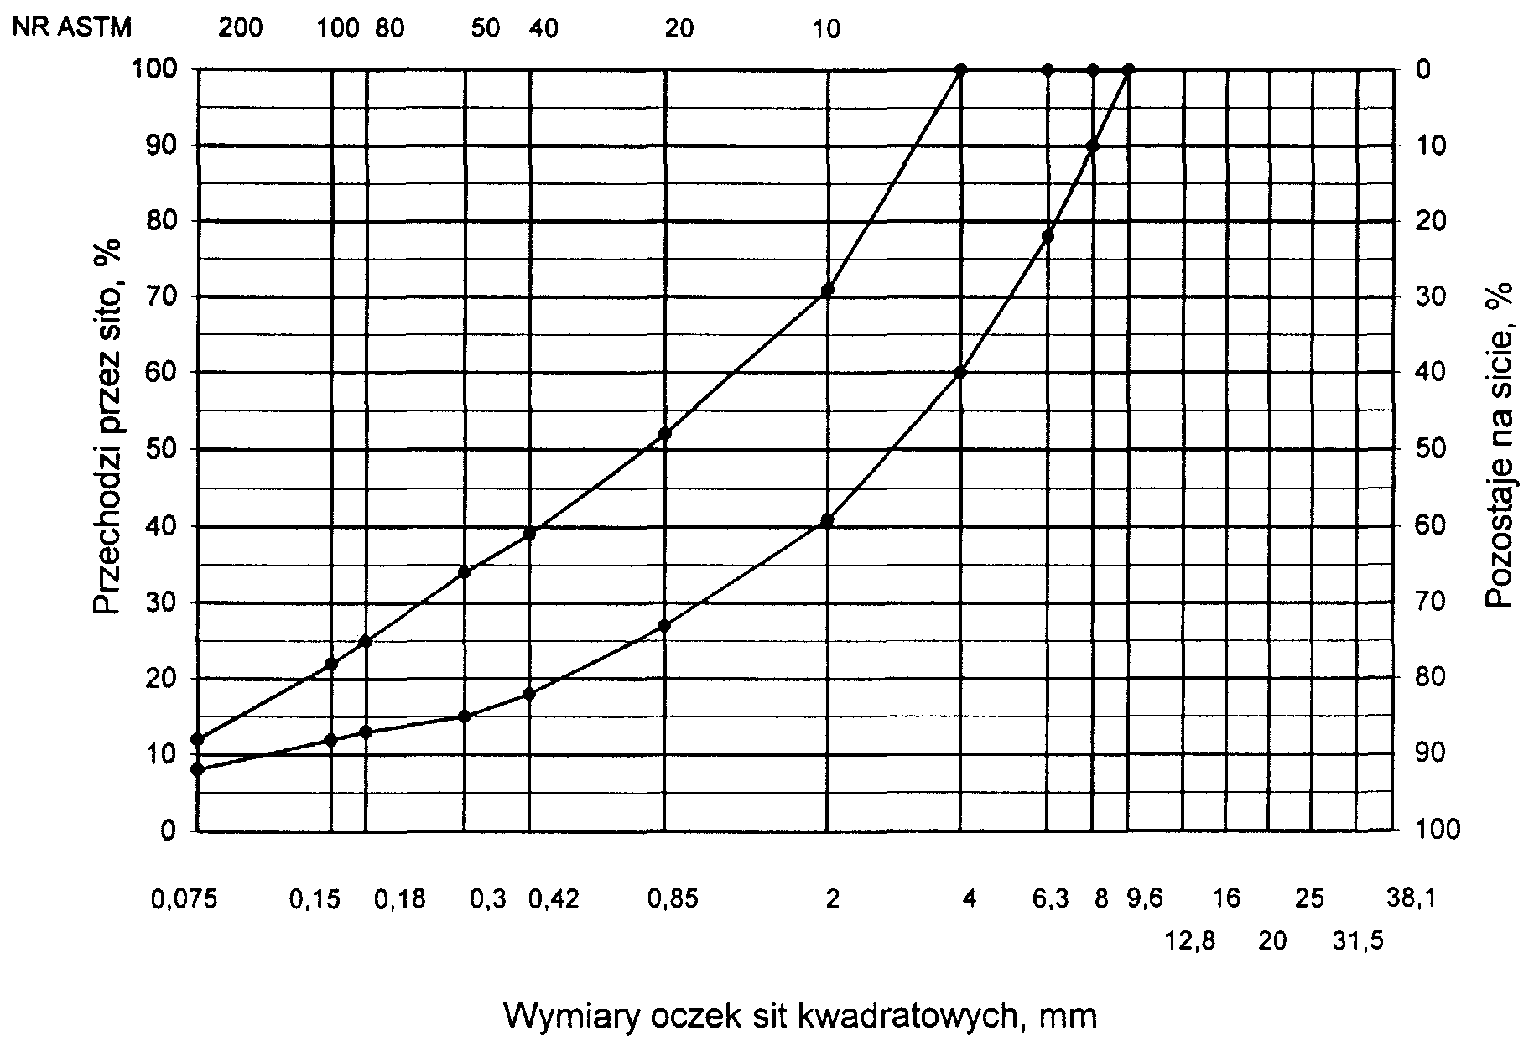 NR ASTM 200 100 80 50 40 20 10
100 0
90 10
80 20
70 30
60 40
50 50
40 60
30 70
20 80
10 90
0 100
Przechodzi przez sito, %
Pozostaje na sicie, %
0,075 0,15 0,18 0,3 0,42 0,85 2 4 6,3 8 9,6 16 25 38,1
12,8 20 31,5
Wymiary oczek sit kwadratowych, mm